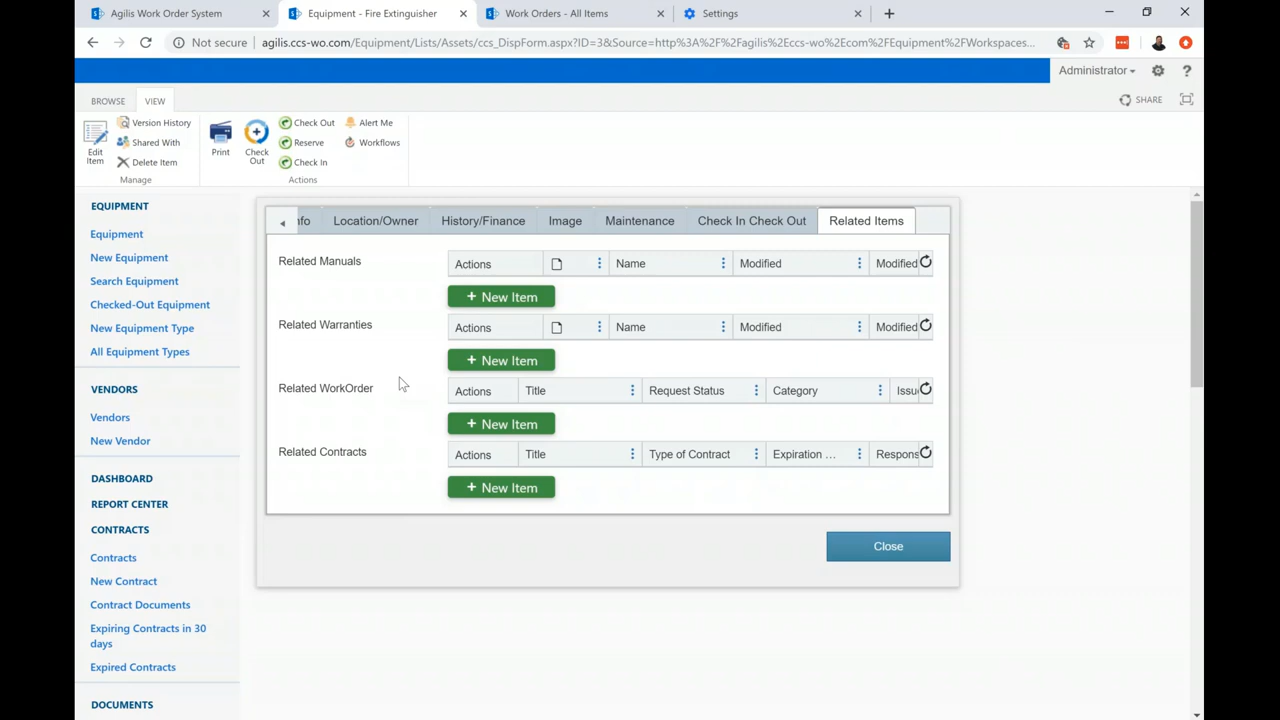 Agilis Work Order System
Equipment - Fire Extinguisher
Work Orders - All Items
Settings
Not secure
agilis.ccs-wo.com/Equipment/Lists/Assets/ccs_DispForm.aspx?ID=3&Source=http%3A%2F%2Fagilis%2Eccs-wo%2Ecom%2FEquipment%2FWorkspaces...
Administrator
?
BROWSE
VIEW
SHARE
Edit Item
Version History
Shared With
Delete Item
Manage
Print
Check Out
Check Out
Reserve
Check In
Alert Me
Workflows
Actions
EQUIPMENT
Equipment
New Equipment
Search Equipment
Checked-Out Equipment
New Equipment Type
All Equipment Types
VENDORS
Vendors
New Vendor
DASHBOARD
REPORT CENTER
CONTRACTS
Contracts
New Contract
Contract Documents
Expiring Contracts in 30
days
Expired Contracts
DOCUMENTS
Location/Owner
History/Finance
Image
Maintenance
Check In Check Out
Related Items
Related Manuals
Actions
Name
Modified
Modified
+ New Item
Related Warranties
Actions
Name
Modified
Modified
+ New Item
Related WorkOrder
Actions
Title
Request Status
Category
Issu
+ New Item
Related Contracts
Actions
Title
Type of Contract
Expiration ...
Respons
+ New Item
Close